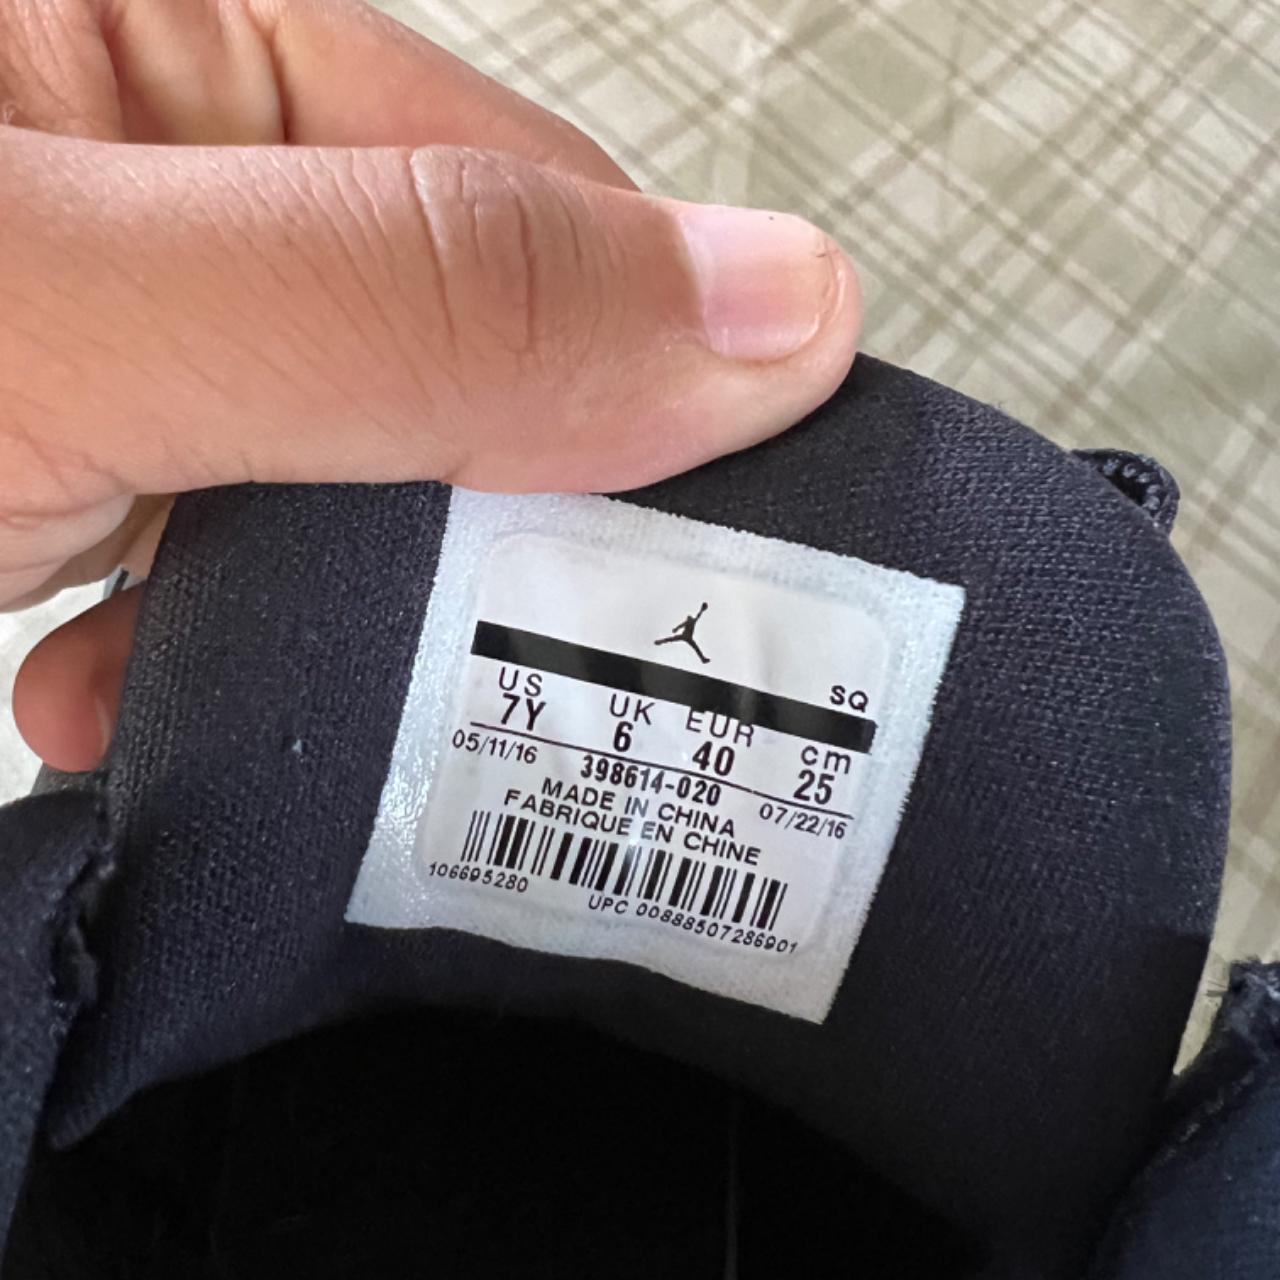 SQ
US UK EUR cm
7Y 6 40 25
05/11/16 398614-020 07/22/16
MADE IN CHINA
FABRIQUE EN CHINE
106695280
UPC 00888507286901